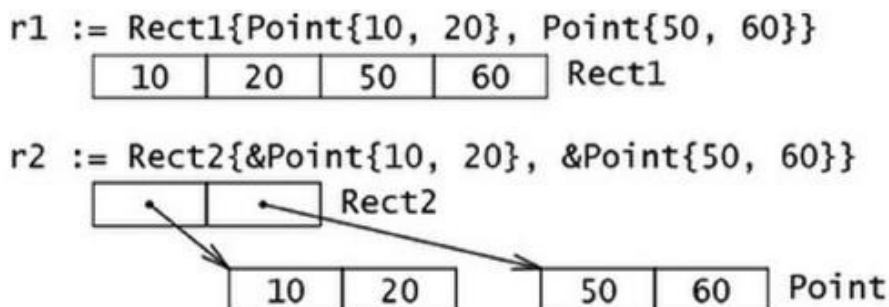 r1 := Rect1{Point{10, 20}, Point{50, 60}}
10 20 50 60 Rect1
r2 := Rect2{&Point{10, 20}, &Point{50, 60}}
Rect2
10 20 50 60 Point